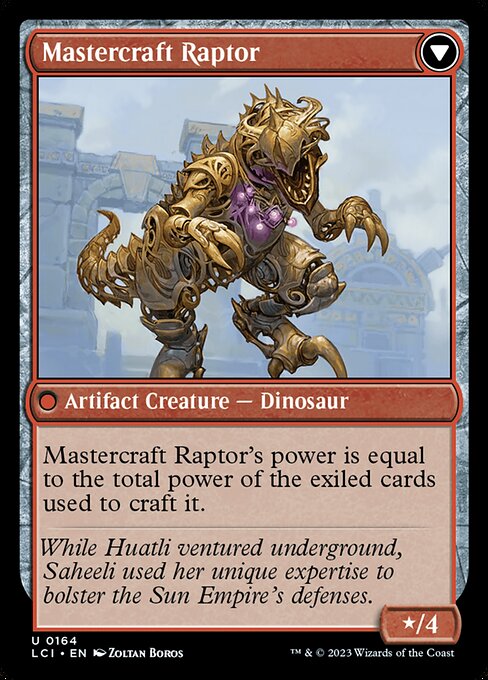 Mastercraft Raptor
Artifact Creature — Dinosaur
Mastercraft Raptor's power is equal
to the total power of the exiled cards
used to craft it.
While Huatli ventured underground,
Saheeli used her unique expertise to
bolster the Sun Empire's defenses.
★/4
U 0164
LCI • EN Zoltan Boros
™ & © 2023 Wizards of the Coast